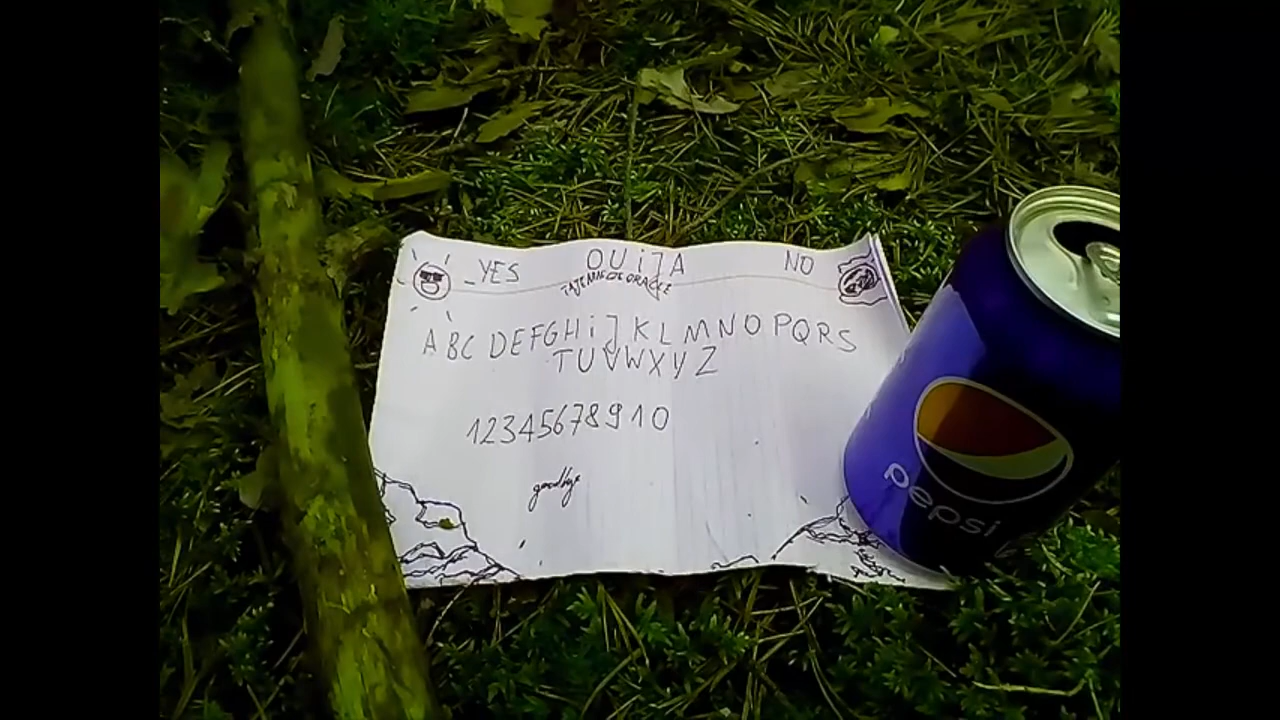 YES OUiJA NO
ABC DEFGHiJKLMNOPQRS
TUVWXYZ
12345678910
goodbye
pepsi